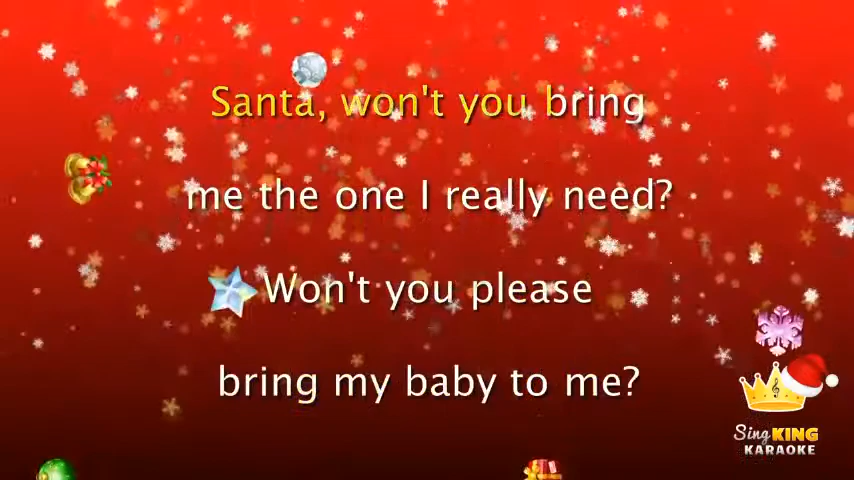 Santa, won't you bring
me the one I really need?
Won't you please
bring my baby to me?
Sing KING
KARAOKE